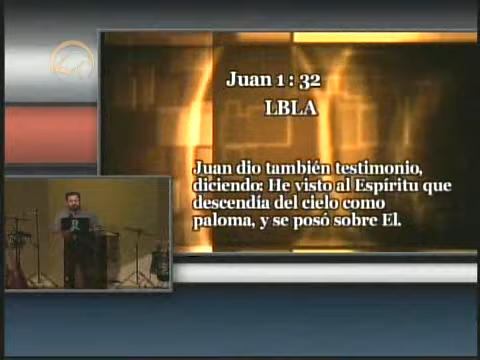 Juan 1 : 32
LBLA
Juan dio también testimonio,
diciendo: He visto al Espíritu que
descendía del cielo como
paloma, y se posó sobre El.